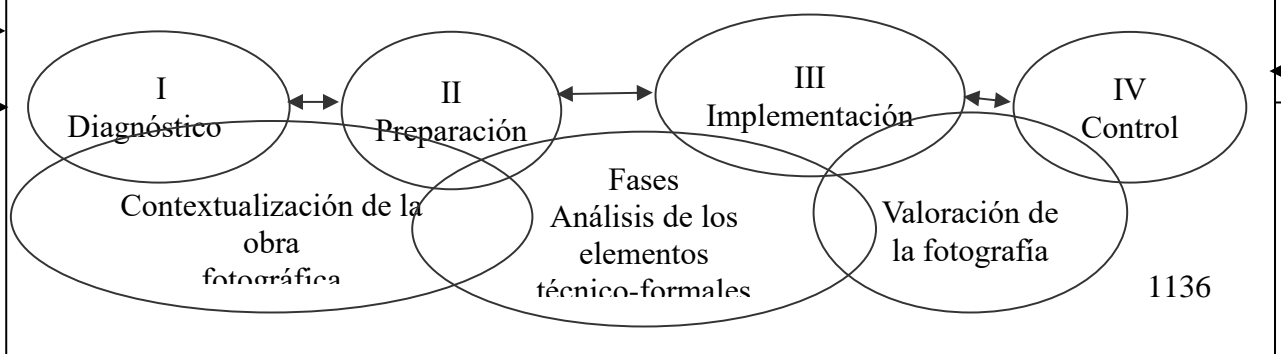 I
Diagnóstico
II
Preparación
III
Implementación
IV
Control
Contextualización de la
obra
fotográfica
Fases
Análisis de los
elementos
técnico-formales
Valoración de
la fotografía
1136